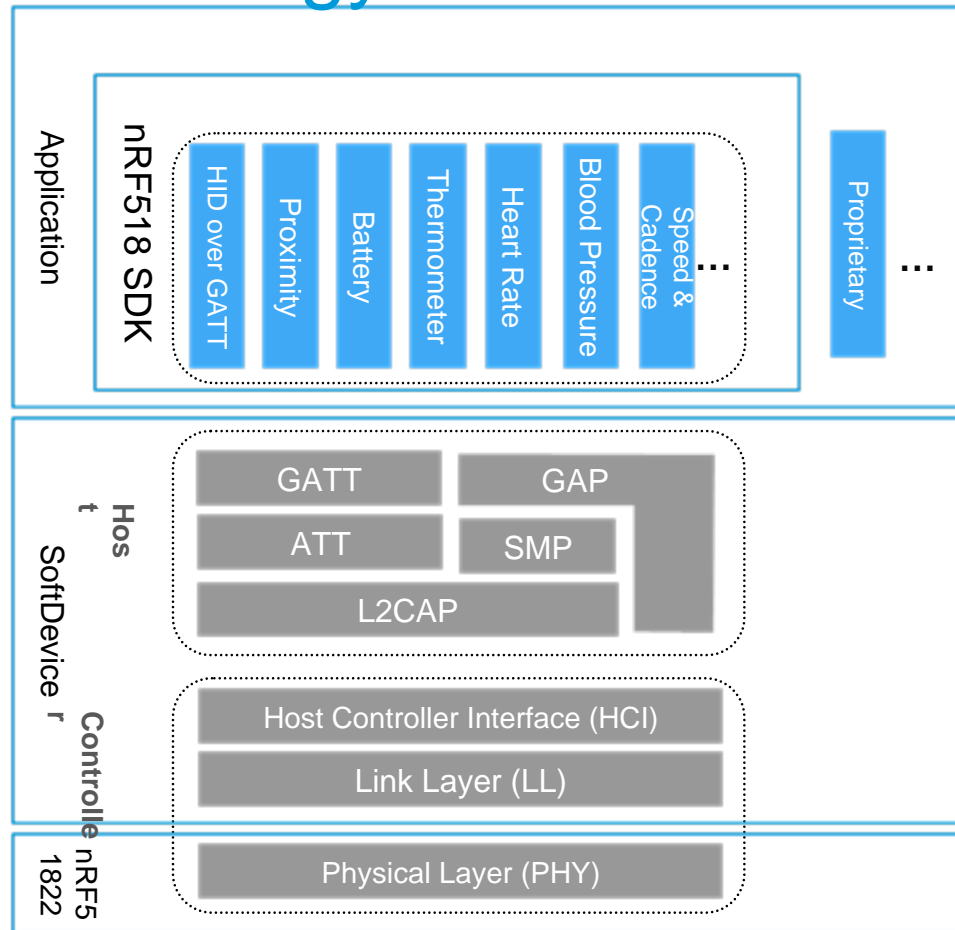 gy
Application
nRF518 SDK
HID over GATT
Proximity
Battery
Thermometer
Heart Rate
Blood Pressure
Speed &
Cadence
...
Proprietary
...
Hos
t
SoftDevice
GATT
GAP
ATT
SMP
L2CAP
Controlle
r
Host Controller Interface (HCI)
Link Layer (LL)
nRF5
1822
Physical Layer (PHY)